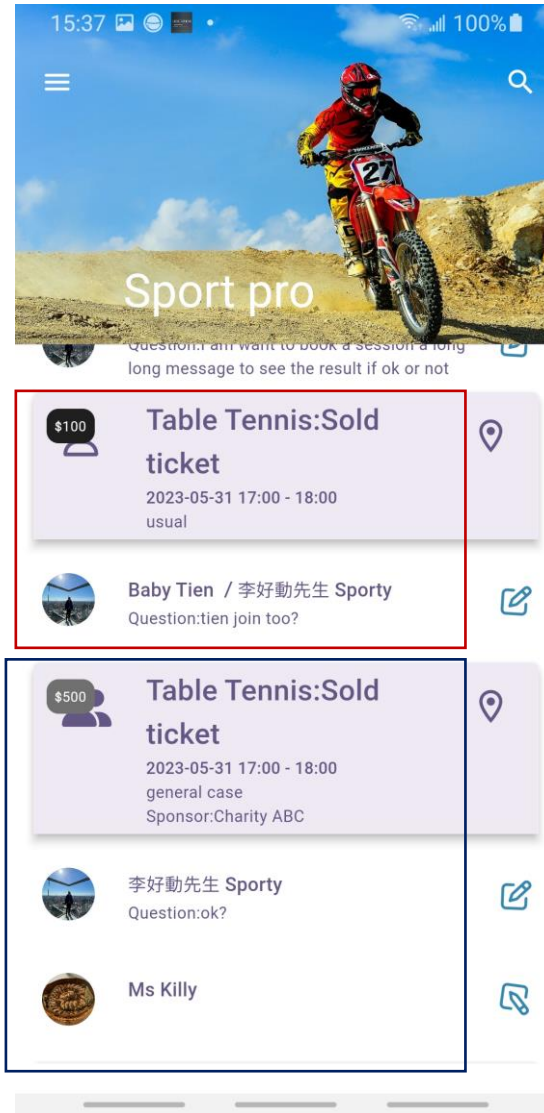 15:37
100%
27
Sport pro
Question:I am want to book a session a long
long message to see the result if ok or not
$100
Table Tennis:Sold
ticket
2023-05-31 17:00 - 18:00
usual
Baby Tien / 李好動先生 Sporty
Question:tien join too?
$500
Table Tennis:Sold
ticket
2023-05-31 17:00 - 18:00
general case
Sponsor:Charity ABC
李好動先生 Sporty
Question:ok?
Ms Killy